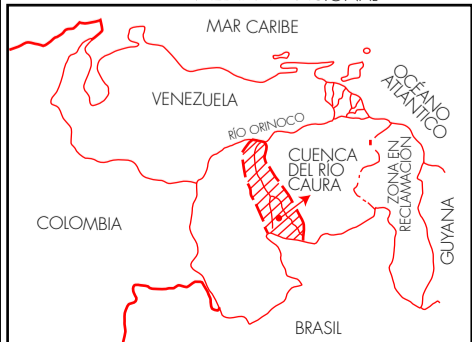 MAR CARIBE
OCÉANO
ATLÁNTICO
VENEZUELA
RÍO ORINOCO
CUENCA
DEL RÍO
CAURA
ZONA EN
RECLAMACIÓN
GUYANA
COLOMBIA
BRASIL